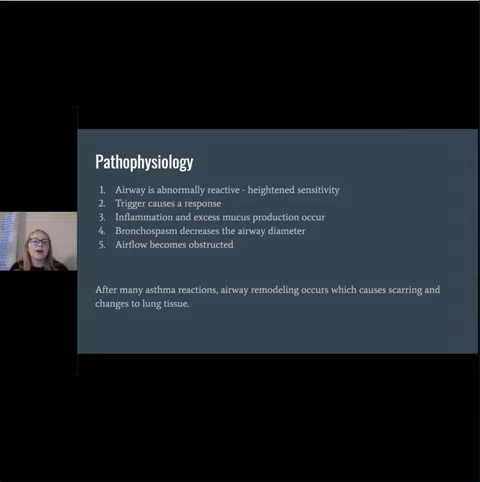 Pathophysiology
1. Airway is abnormally reactive - heightened sensitivity
2. Trigger causes a response
3. Inflammation and excess mucus production occur
4. Bronchospasm decreases the airway diameter
5. Airflow becomes obstructed
After many asthma reactions, airway remodeling occurs which causes scarring and
changes to lung tissue.